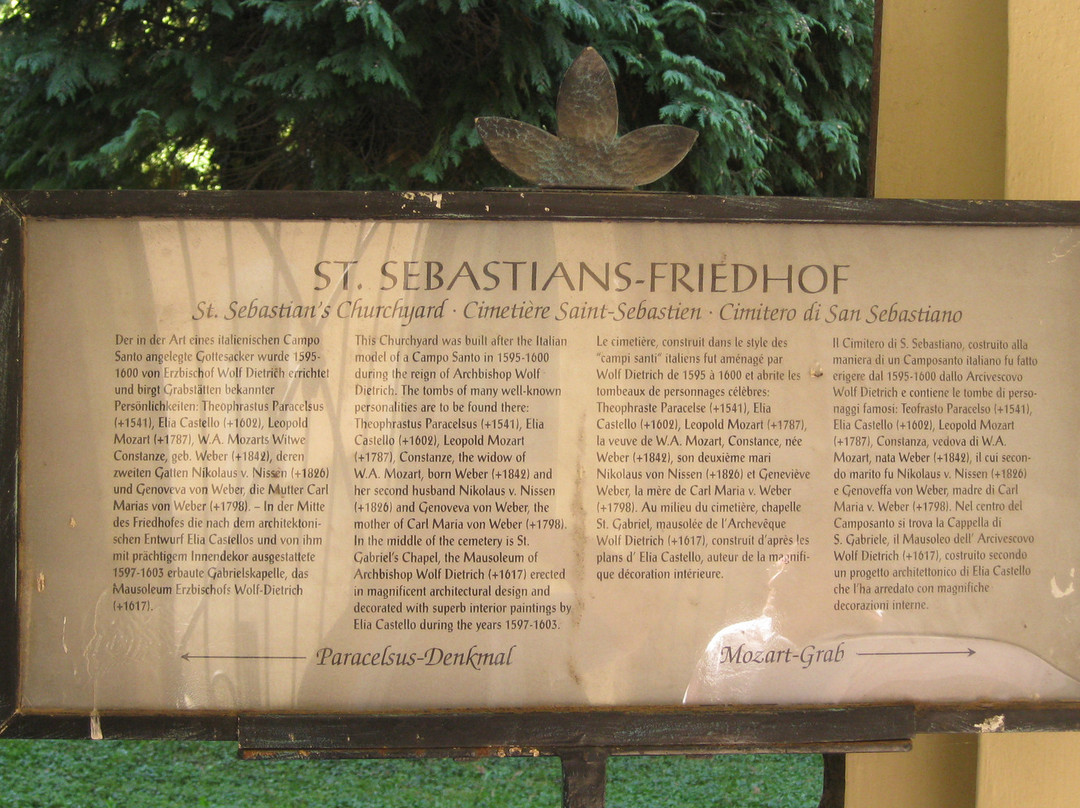 ST. SEBASTIANS-FRIEDHOF
St. Sebastian's Churchyard · Cimetière Saint-Sebastien · Cimitero di San Sebastiano
Der in der Art eines italienischen Campo
Santo angelegte Gottesacker wurde 1595-
1600 von Erzbischof Wolf Dietrich errichtet
und birgt Grabstätten bekannter
Persönlichkeiten: Theophrastus Paracelsus
(+1541), Elia Castello (+1602), Leopold
Mozart (+1787), W.A. Mozarts Witwe
Constanze, geb. Weber (+1842), deren
zweiten Gatten Nikolaus v. Nissen (+1826)
und Genoveva von Weber, die Mutter Carl
Marias von Weber (+1798). – In der Mitte
des Friedhofes die nach dem architektoni-
schen Entwurf Elia Castellos und von ihm
mit prächtigem Innendekor ausgestattete
1597-1603 erbaute Gabrielskapelle, das
Mausoleum Erzbischofs Wolf-Dietrich
(+1617).
This Churchyard was built after the Italian
model of a Campo Santo in 1595-1600
during the reign of Archbishop Wolf
Dietrich. The tombs of many well-known
personalities are to be found there:
Theophrastus Paracelsus (+1541), Elia
Castello (+1602), Leopold Mozart
(+1787), Constanze, the widow of
W.A. Mozart, born Weber (+1842) and
her second husband Nikolaus v. Nissen
(+1826) and Genoveva von Weber, the
mother of Carl Maria von Weber (+1798).
In the middle of the cemetery is St.
Gabriel's Chapel, the Mausoleum of
Archbishop Wolf Dietrich (+1617) erected
in magnificent architectural design and
decorated with superb interior paintings by
Elia Castello during the years 1597-1603.
Le cimetière, construit dans le style des
"campi santi" italiens fut aménagé par
Wolf Dietrich de 1595 à 1600 et abrite les
tombeaux de personnages célèbres:
Theophraste Paracelse (+1541), Elia
Castello (+1602), Leopold Mozart (+1787),
la veuve de W.A. Mozart, Constance, née
Weber (+1842), son deuxième mari
Nikolaus von Nissen (+1826) et Geneviève
Weber, la mère de Carl Maria v. Weber
(+1798). Au milieu du cimetière, chapelle
St. Gabriel, mausolée de l'Archevêque
Wolf Dietrich (+1617), construit d'après les
plans d' Elia Castello, auteur de la magnifi-
que décoration intérieure.
Il Cimitero di S. Sebastiano, costruito alla
maniera di un Camposanto italiano fu fatto
erigere dal 1595-1600 dallo Arcivescovo
Wolf Dietrich e contiene le tombe di perso-
naggi famosi: Teofrasto Paracelso (+1541),
Elia Castello (+1602), Leopold Mozart
(+1787), Constanza, vedova di W.A.
Mozart, nata Weber (+1842), il cui secon-
do marito fu Nikolaus v. Nissen (+1826)
e Genoveffa von Weber, madre di Carl
Maria v. Weber (+1798). Nel centro del
Camposanto si trova la Cappella di
S. Gabriele, il Mausoleo dell' Arcivescovo
Wolf Dietrich (+1617), costruito secondo
un progetto architettonico di Elia Castello
che l'ha arredato con magnifiche
decorazioni interne.
Paracelsus-Denkmal
Mozart-Grab